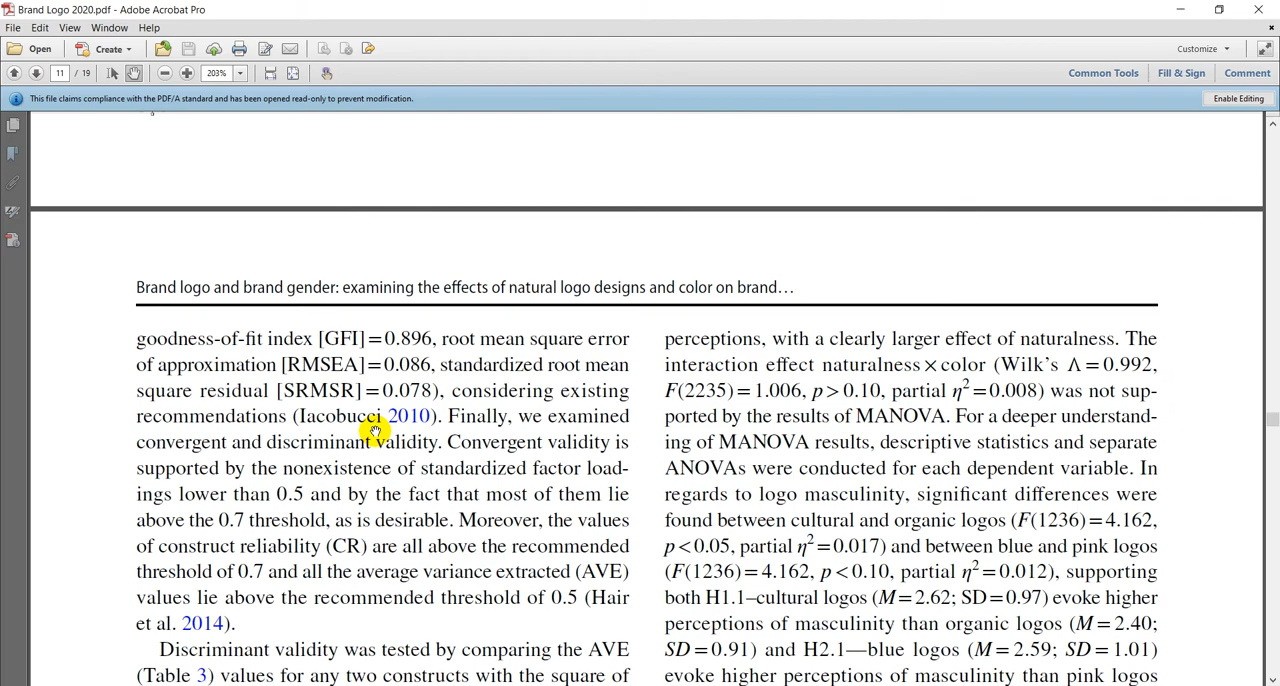 Brand Logo 2020.pdf - Adobe Acrobat Pro
File Edit View Window Help
Open Create Customize
11 / 19 203% Common Tools Fill & Sign Comment
This file claims compliance with the PDF/A standard and has been opened read-only to prevent modification. Enable Editing
Brand logo and brand gender: examining the effects of natural logo designs and color on brand…
goodness-of-fit index [GFI] = 0.896, root mean square error
of approximation [RMSEA] = 0.086, standardized root mean
square residual [SRMSR] = 0.078), considering existing
recommendations (Iacobucci 2010). Finally, we examined
convergent and discriminant validity. Convergent validity is
supported by the nonexistence of standardized factor load-
ings lower than 0.5 and by the fact that most of them lie
above the 0.7 threshold, as is desirable. Moreover, the values
of construct reliability (CR) are all above the recommended
threshold of 0.7 and all the average variance extracted (AVE)
values lie above the recommended threshold of 0.5 (Hair
et al. 2014).
Discriminant validity was tested by comparing the AVE
(Table 3) values for any two constructs with the square of
perceptions, with a clearly larger effect of naturalness. The
interaction effect naturalness × color (Wilk's Λ = 0.992,
F(2235) = 1.006, p > 0.10, partial η² = 0.008) was not sup-
ported by the results of MANOVA. For a deeper understand-
ing of MANOVA results, descriptive statistics and separate
ANOVAs were conducted for each dependent variable. In
regards to logo masculinity, significant differences were
found between cultural and organic logos (F(1236) = 4.162,
p < 0.05, partial η² = 0.017) and between blue and pink logos
(F(1236) = 4.162, p < 0.10, partial η² = 0.012), supporting
both H1.1–cultural logos (M = 2.62; SD = 0.97) evoke higher
perceptions of masculinity than organic logos (M = 2.40;
SD = 0.91) and H2.1—blue logos (M = 2.59; SD = 1.01)
evoke higher perceptions of masculinity than pink logos